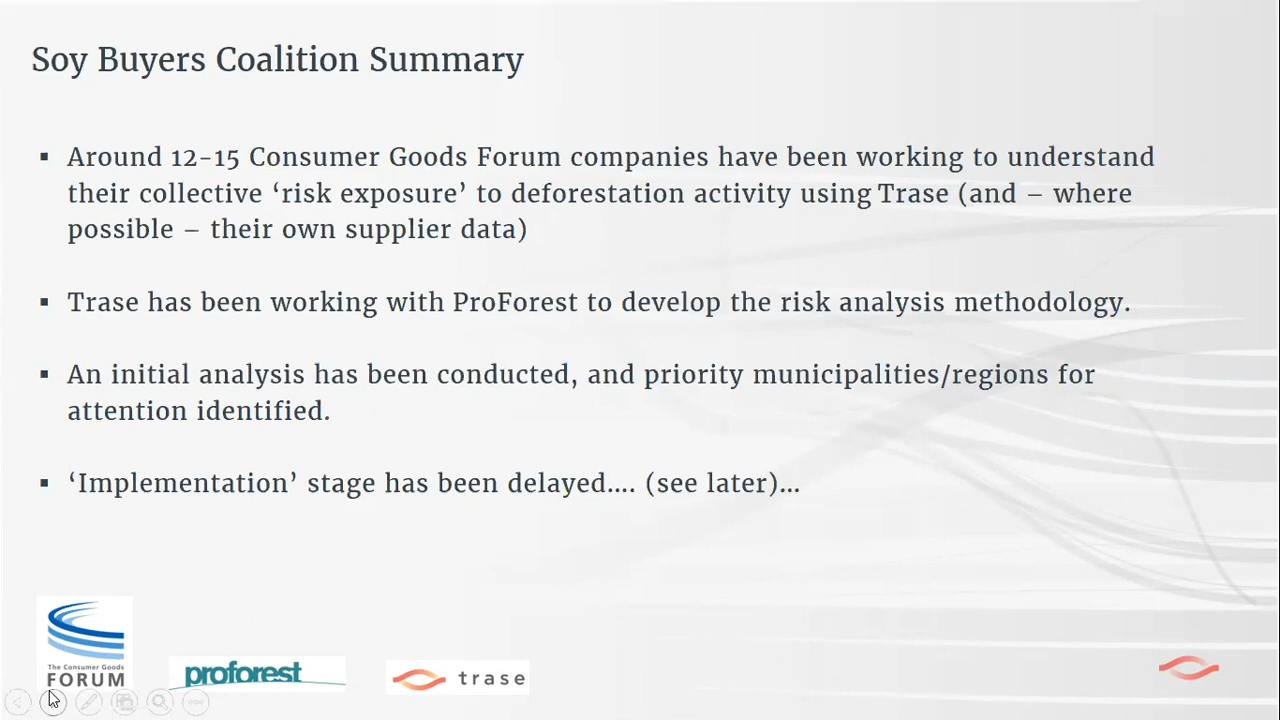 Soy Buyers Coalition Summary
▪ Around 12-15 Consumer Goods Forum companies have been working to understand
their collective ‘risk exposure’ to deforestation activity using Trase (and – where
possible – their own supplier data)
▪ Trase has been working with ProForest to develop the risk analysis methodology.
▪ An initial analysis has been conducted, and priority municipalities/regions for
attention identified.
▪ ‘Implementation’ stage has been delayed.... (see later)...
The Consumer Goods
FORUM
proforest
trase